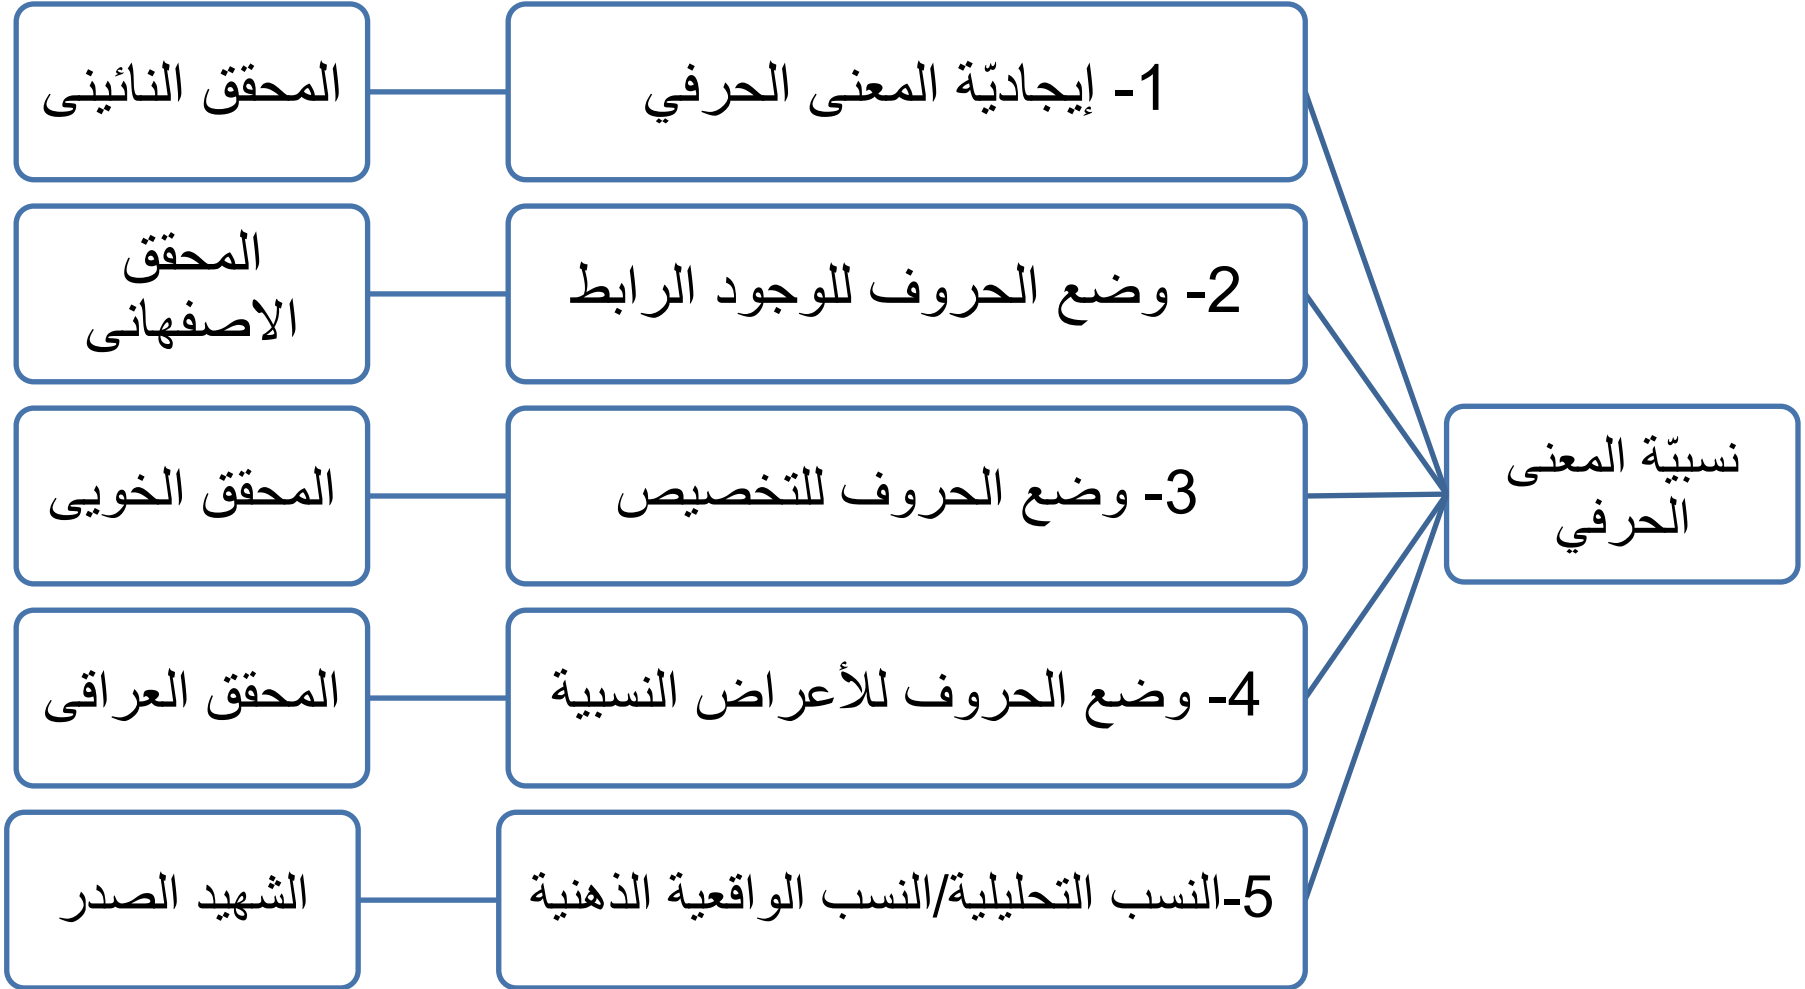 نسبيّة المعنى
الحرفي
1- إيجاديّة المعنى الحرفي
المحقق النائينى
2- وضع الحروف للوجود الرابط
المحقق
الاصفهانى
3- وضع الحروف للتخصيص
المحقق الخويى
4- وضع الحروف للأعراض النسبية
المحقق العراقى
5-النسب التحليلية/النسب الواقعية الذهنية
الشهيد الصدر